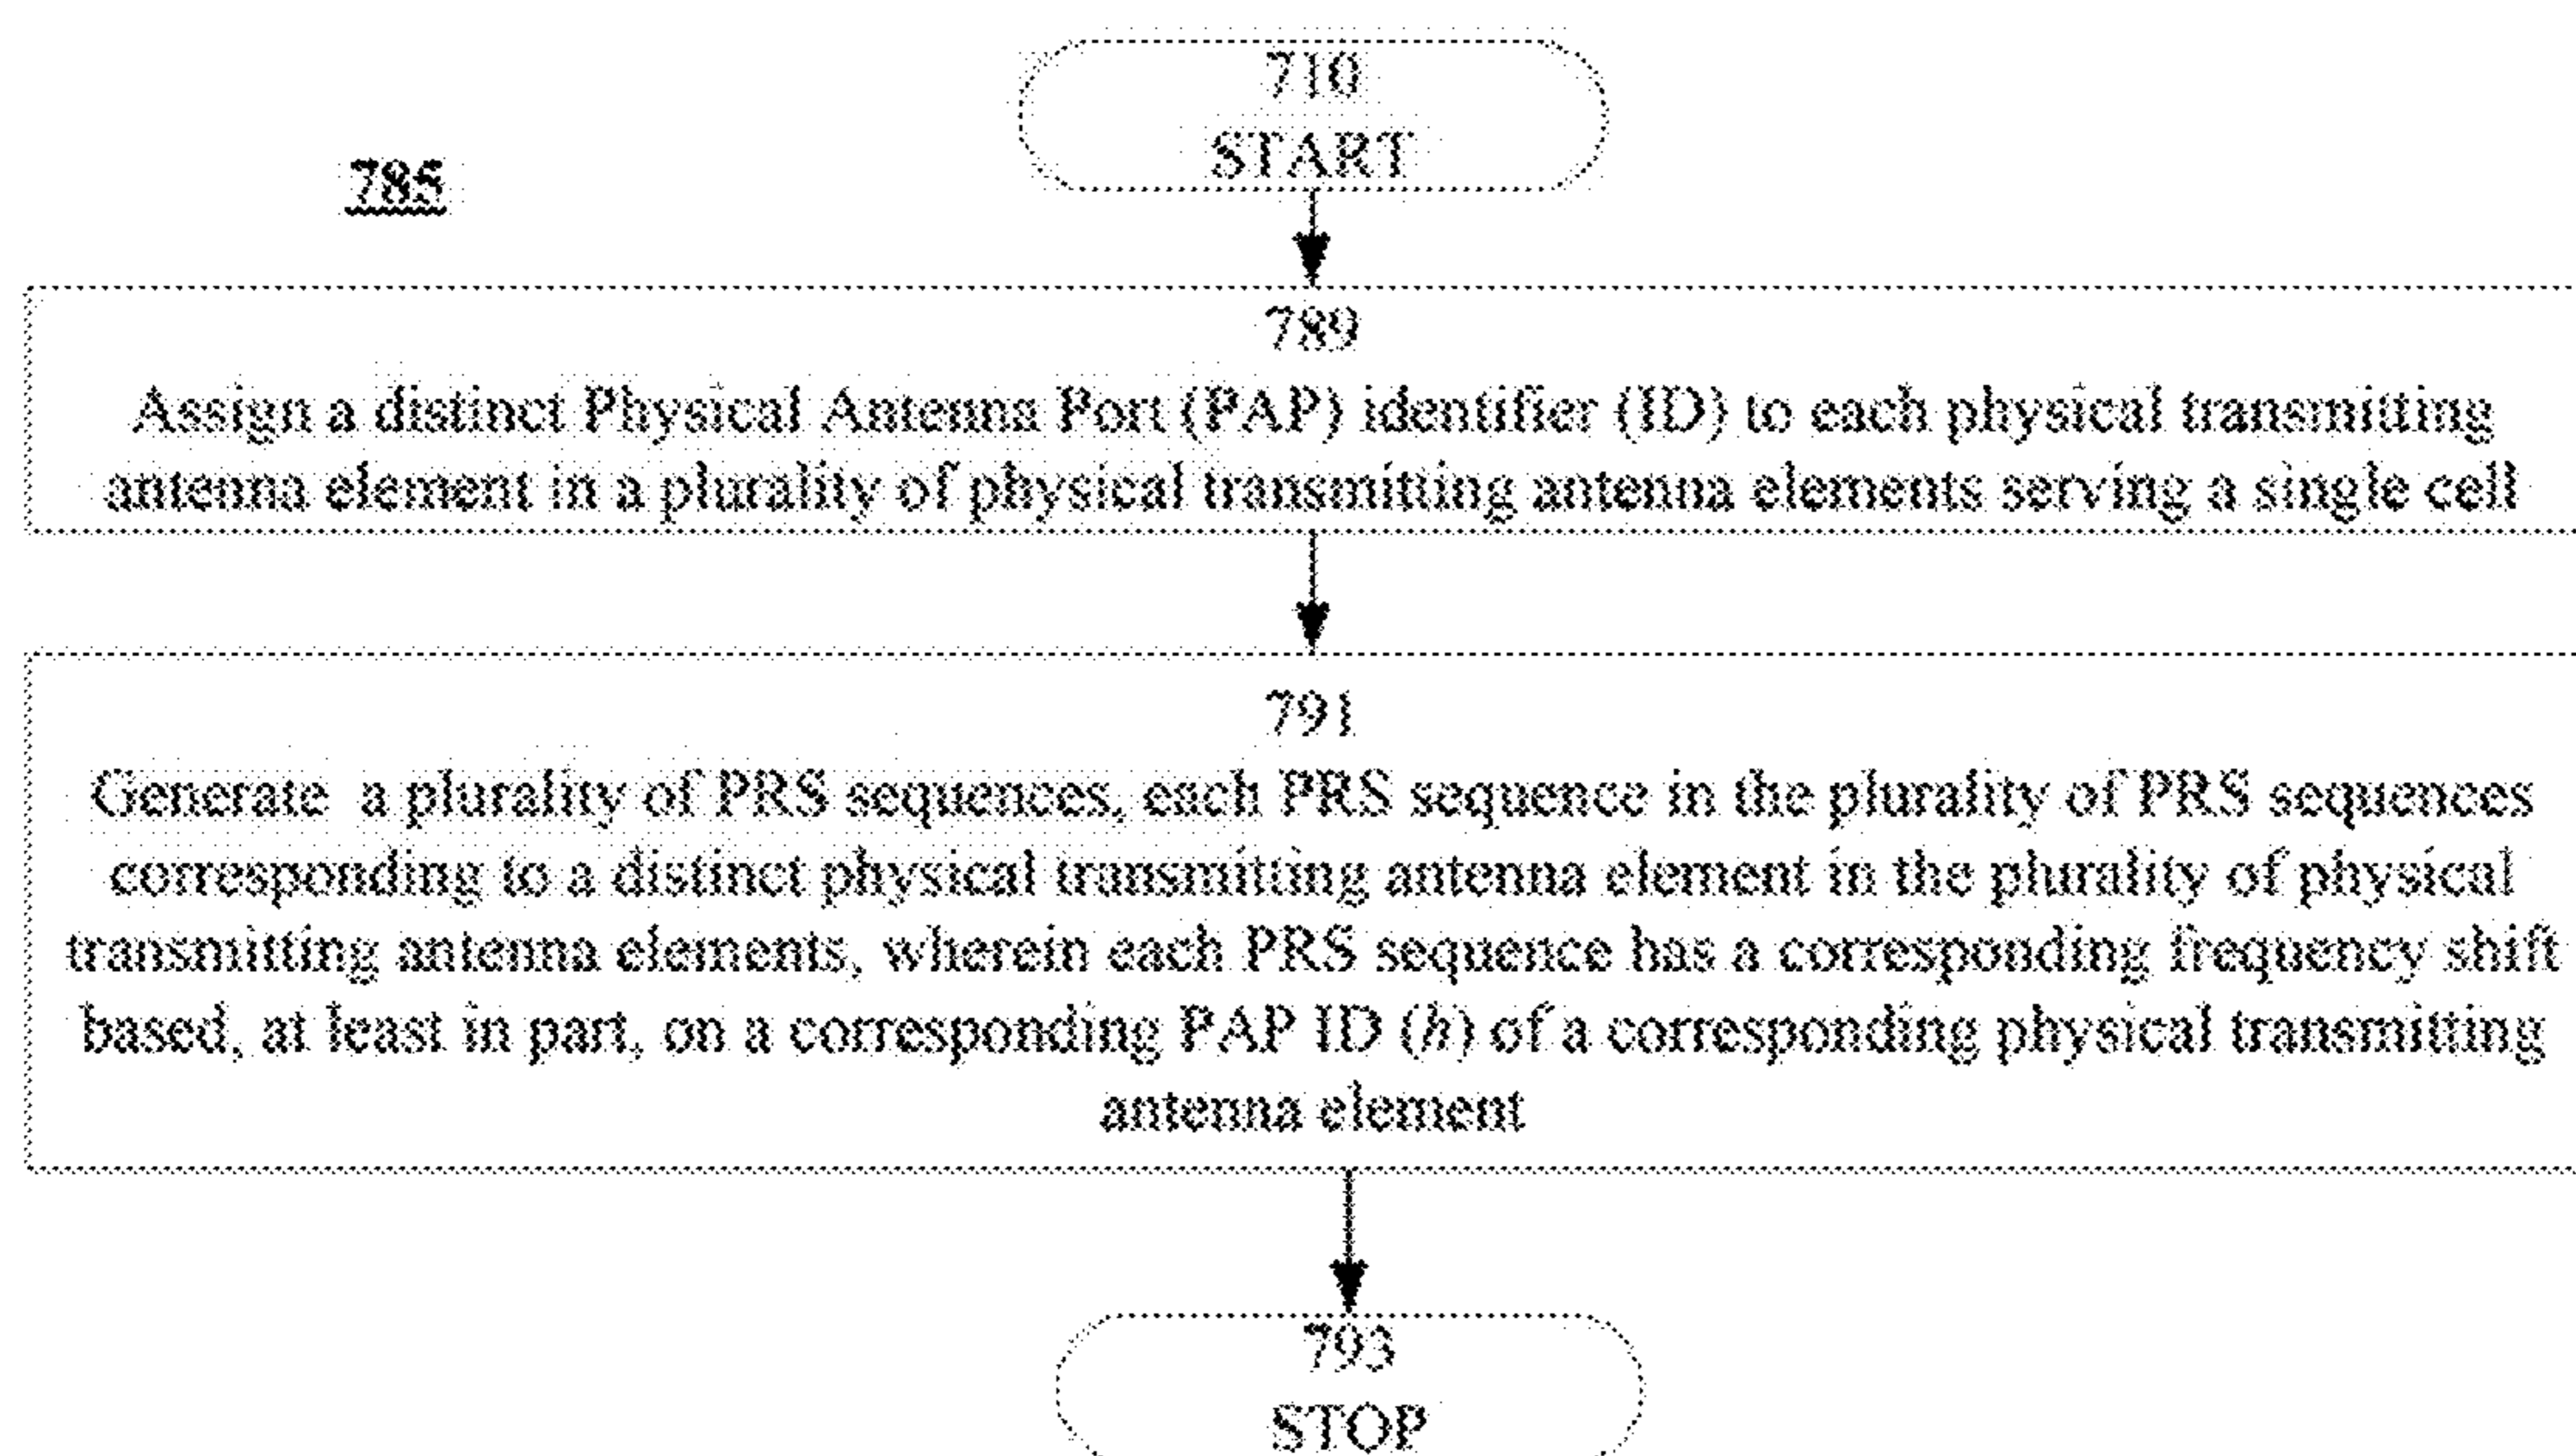 710
START
785
789
Assign a distinct Physical Antenna Port (PAP) identifier (ID) to each physical transmitting
antenna element in a plurality of physical transmitting antenna elements serving a single cell
791
Generate a plurality of PRS sequences, each PRS sequence in the plurality of PRS sequences
corresponding to a distinct physical transmitting antenna element in the plurality of physical
transmitting antenna elements, wherein each PRS sequence has a corresponding frequency shift
based, at least in part, on a corresponding PAP ID (h) of a corresponding physical transmitting
antenna element
793
STOP